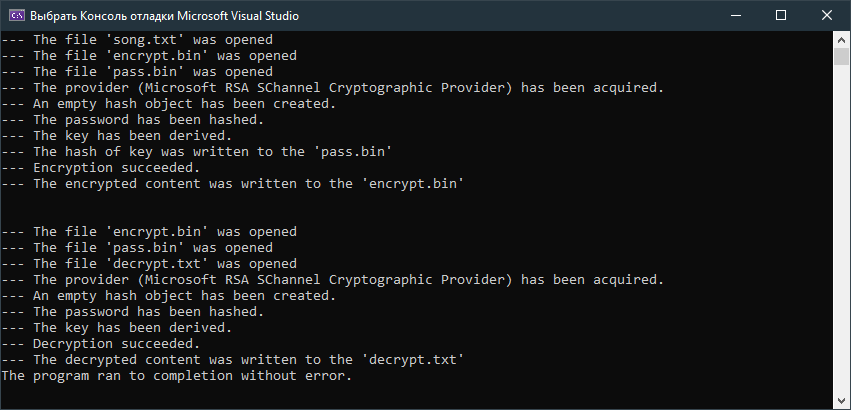 Выбрать Консоль отладки Microsoft Visual Studio
--- The file 'song.txt' was opened
--- The file 'encrypt.bin' was opened
--- The file 'pass.bin' was opened
--- The provider (Microsoft RSA SChannel Cryptographic Provider) has been acquired.
--- An empty hash object has been created.
--- The password has been hashed.
--- The key has been derived.
--- The hash of key was written to the 'pass.bin'
--- Encryption succeeded.
--- The encrypted content was written to the 'encrypt.bin'
--- The file 'encrypt.bin' was opened
--- The file 'pass.bin' was opened
--- The file 'decrypt.txt' was opened
--- The provider (Microsoft RSA SChannel Cryptographic Provider) has been acquired.
--- An empty hash object has been created.
--- The password has been hashed.
--- The key has been derived.
--- Decryption succeeded.
--- The decrypted content was written to the 'decrypt.txt'
The program ran to completion without error.